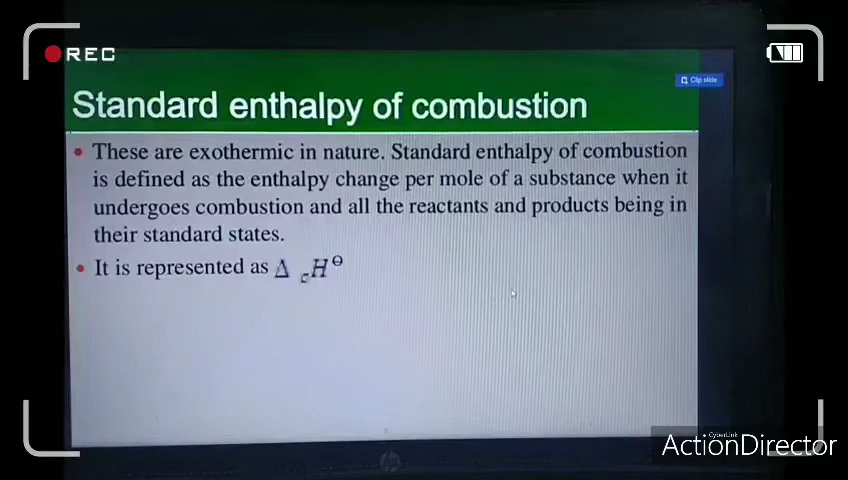 REC
Clip slide
Standard enthalpy of combustion
• These are exothermic in nature. Standard enthalpy of combustion
is defined as the enthalpy change per mole of a substance when it
undergoes combustion and all the reactants and products being in
their standard states.
• It is represented as Δ cH⊖
CyberLink
ActionDirector
hp